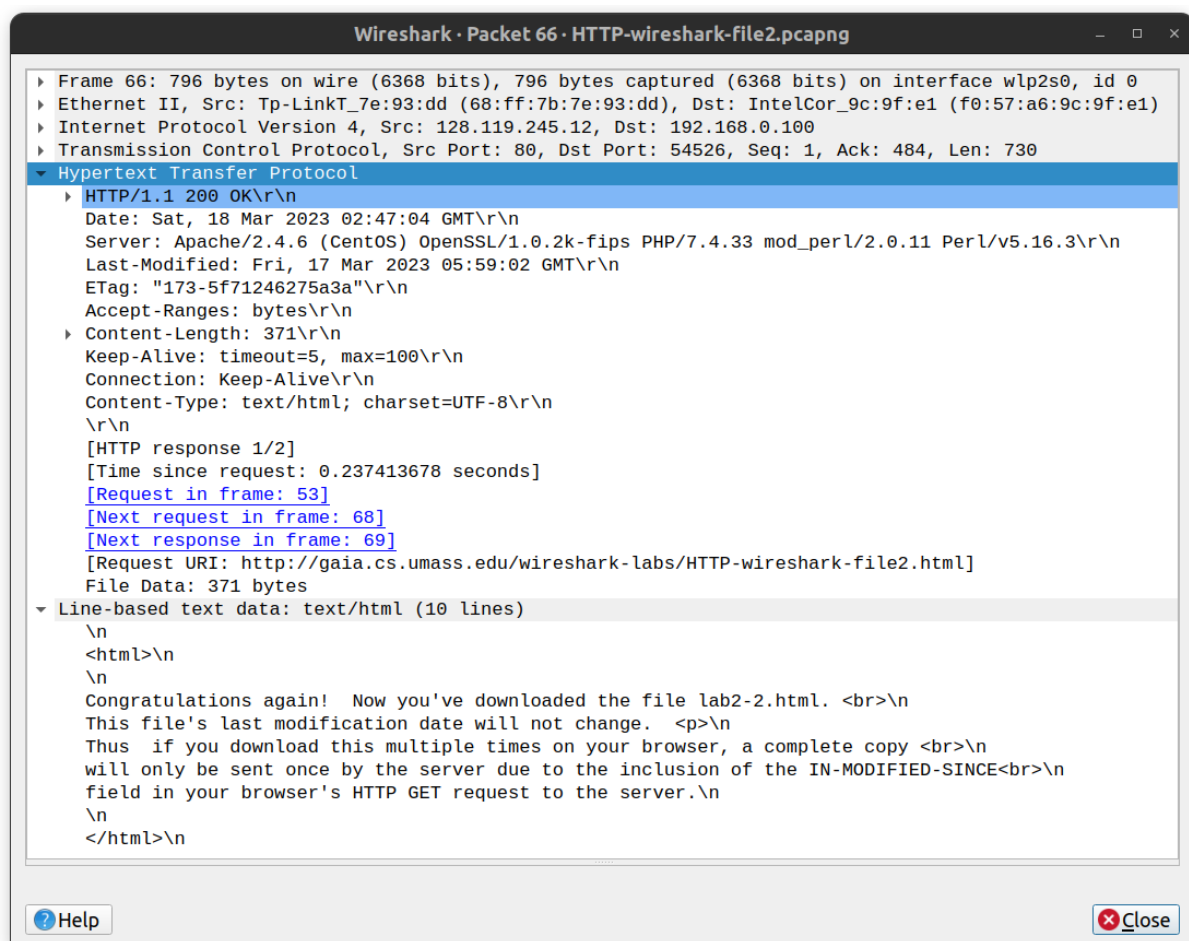 Wireshark · Packet 66 · HTTP-wireshark-file2.pcapng
Frame 66: 796 bytes on wire (6368 bits), 796 bytes captured (6368 bits) on interface wlp2s0, id 0
Ethernet II, Src: Tp-LinkT_7e:93:dd (68:ff:7b:7e:93:dd), Dst: IntelCor_9c:9f:e1 (f0:57:a6:9c:9f:e1)
Internet Protocol Version 4, Src: 128.119.245.12, Dst: 192.168.0.100
Transmission Control Protocol, Src Port: 80, Dst Port: 54526, Seq: 1, Ack: 484, Len: 730
Hypertext Transfer Protocol
HTTP/1.1 200 OK\r\n
Date: Sat, 18 Mar 2023 02:47:04 GMT\r\n
Server: Apache/2.4.6 (CentOS) OpenSSL/1.0.2k-fips PHP/7.4.33 mod_perl/2.0.11 Perl/v5.16.3\r\n
Last-Modified: Fri, 17 Mar 2023 05:59:02 GMT\r\n
ETag: "173-5f71246275a3a"\r\n
Accept-Ranges: bytes\r\n
Content-Length: 371\r\n
Keep-Alive: timeout=5, max=100\r\n
Connection: Keep-Alive\r\n
Content-Type: text/html; charset=UTF-8\r\n
\r\n
[HTTP response 1/2]
[Time since request: 0.237413678 seconds]
[Request in frame: 53]
[Next request in frame: 68]
[Next response in frame: 69]
[Request URI: http://gaia.cs.umass.edu/wireshark-labs/HTTP-wireshark-file2.html]
File Data: 371 bytes
Line-based text data: text/html (10 lines)
\n
<html>\n
\n
Congratulations again!  Now you've downloaded the file lab2-2.html. <br>\n
This file's last modification date will not change.  <p>\n
Thus  if you download this multiple times on your browser, a complete copy <br>\n
will only be sent once by the server due to the inclusion of the IN-MODIFIED-SINCE<br>\n
field in your browser's HTTP GET request to the server.\n
\n
</html>\n
Help
Close